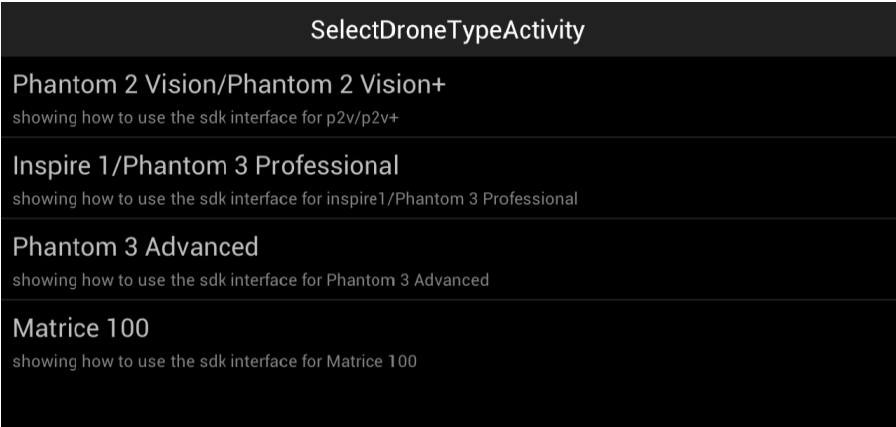 SelectDroneTypeActivity
Phantom 2 Vision/Phantom 2 Vision+
showing how to use the sdk interface for p2v/p2v+
Inspire 1/Phantom 3 Professional
showing how to use the sdk interface for inspire1/Phantom 3 Professional
Phantom 3 Advanced
showing how to use the sdk interface for Phantom 3 Advanced
Matrice 100
showing how to use the sdk interface for Matrice 100